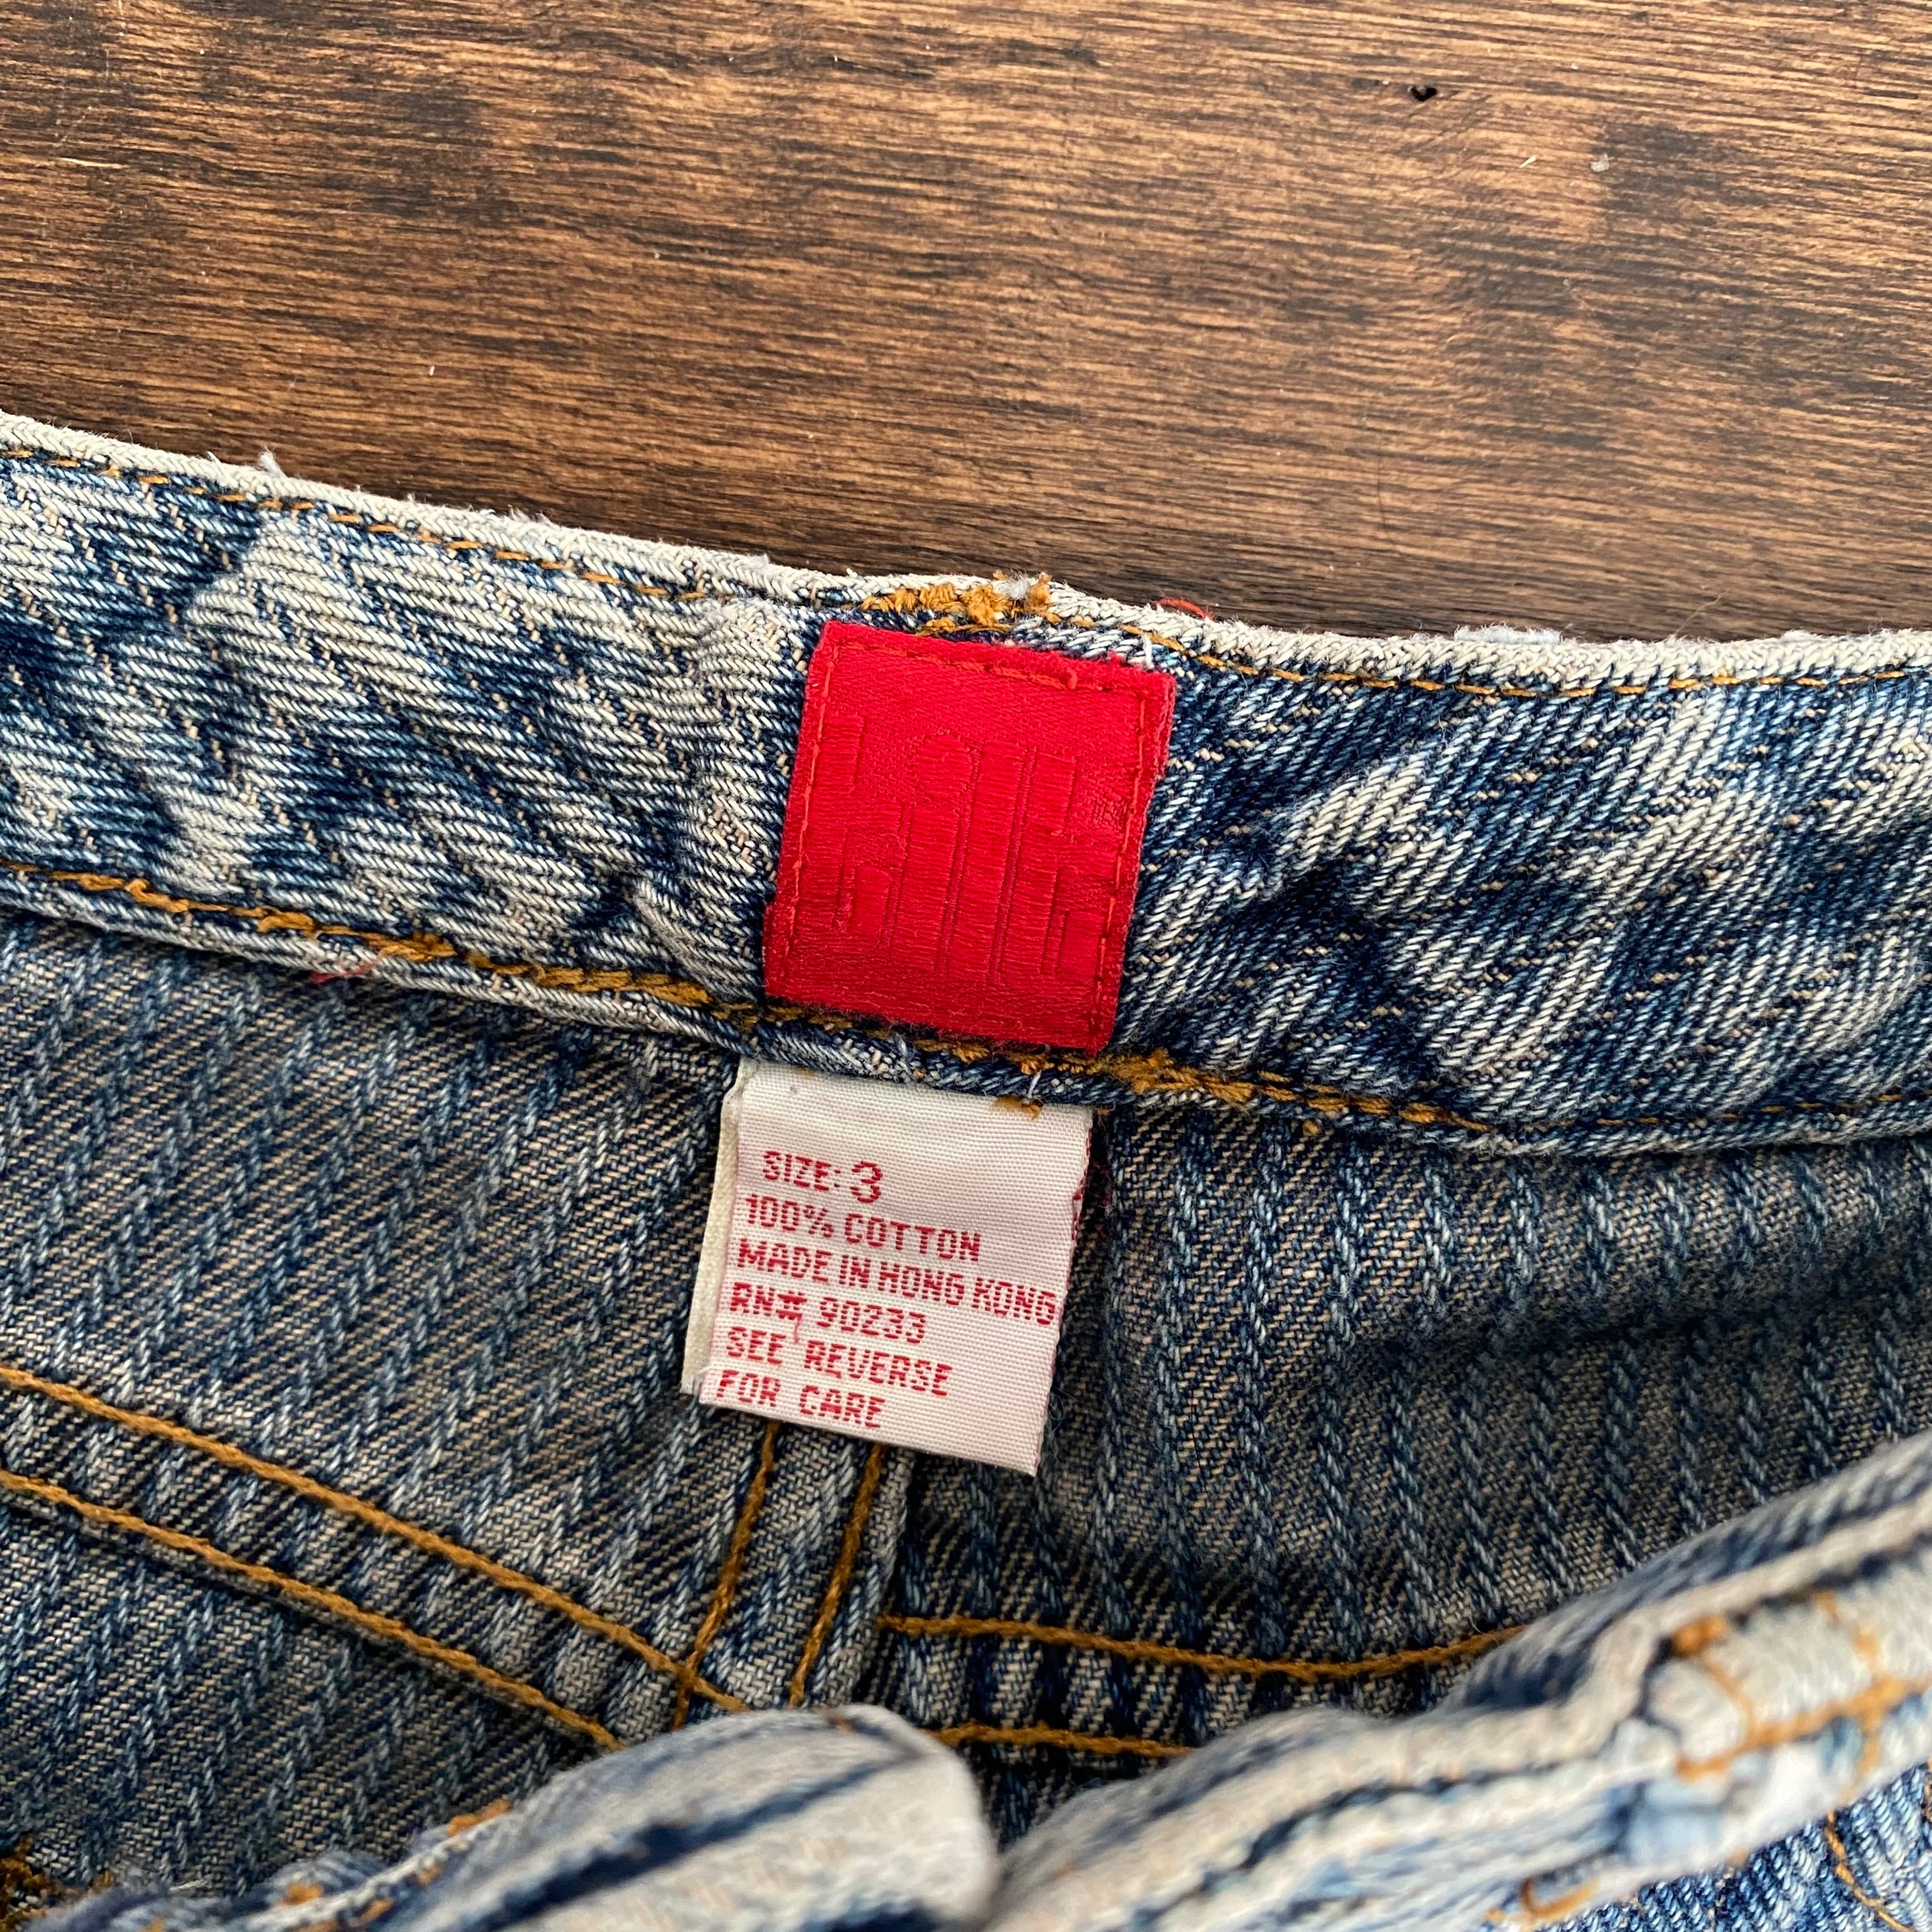 SIZE: 3
100% COTTON
MADE IN HONG KONG
RN# 90233
SEE REVERSE
FOR CARE